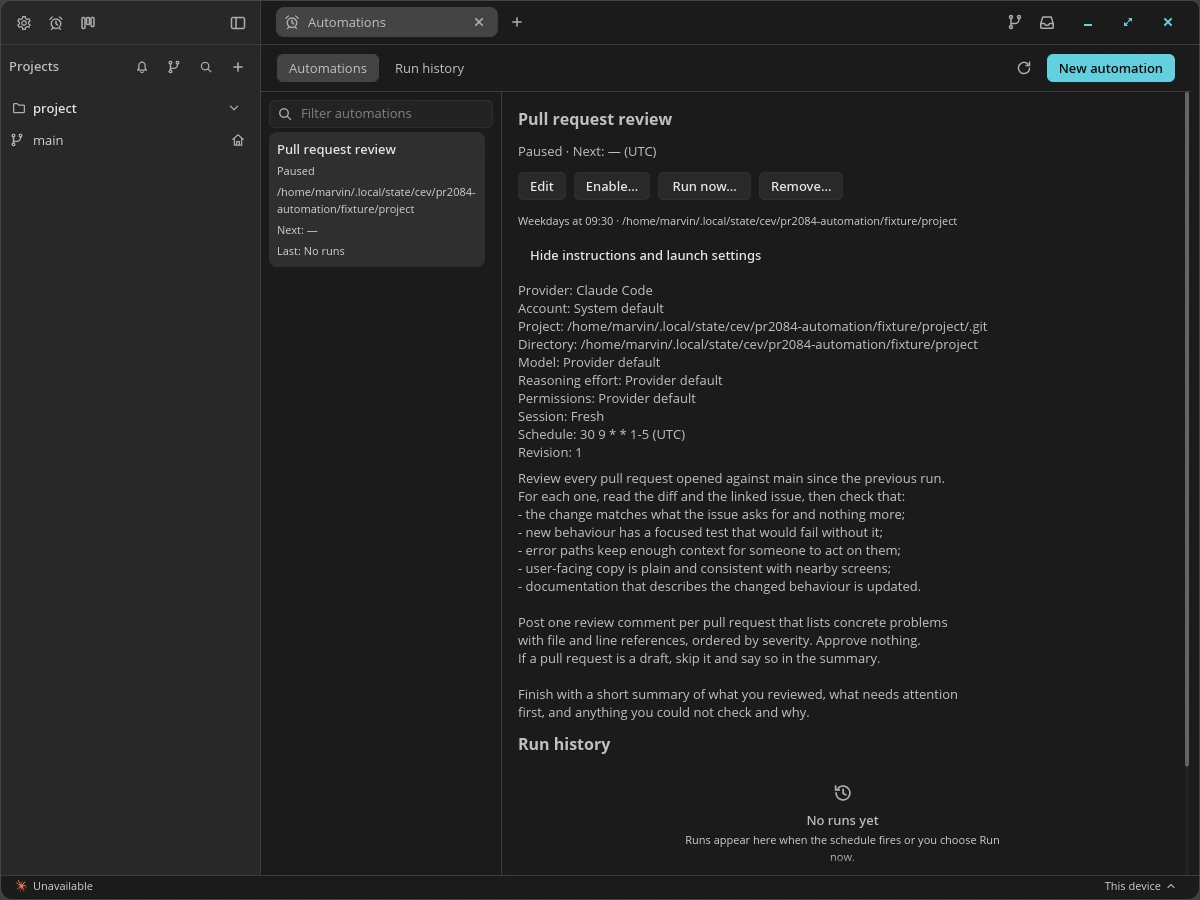 Automations
Projects
Automations
Run history
New automation
project
main
Filter automations
Pull request review
Paused
/home/marvin/.local/state/cev/pr2084-
automation/fixture/project
Next: —
Last: No runs
Pull request review
Paused · Next: — (UTC)
Edit
Enable...
Run now...
Remove...
Weekdays at 09:30 · /home/marvin/.local/state/cev/pr2084-automation/fixture/project
Hide instructions and launch settings
Provider: Claude Code
Account: System default
Project: /home/marvin/.local/state/cev/pr2084-automation/fixture/project/.git
Directory: /home/marvin/.local/state/cev/pr2084-automation/fixture/project
Model: Provider default
Reasoning effort: Provider default
Permissions: Provider default
Session: Fresh
Schedule: 30 9 * * 1-5 (UTC)
Revision: 1
Review every pull request opened against main since the previous run.
For each one, read the diff and the linked issue, then check that:
- the change matches what the issue asks for and nothing more;
- new behaviour has a focused test that would fail without it;
- error paths keep enough context for someone to act on them;
- user-facing copy is plain and consistent with nearby screens;
- documentation that describes the changed behaviour is updated.
Post one review comment per pull request that lists concrete problems
with file and line references, ordered by severity. Approve nothing.
If a pull request is a draft, skip it and say so in the summary.
Finish with a short summary of what you reviewed, what needs attention
first, and anything you could not check and why.
Run history
No runs yet
Runs appear here when the schedule fires or you choose Run
now.
Unavailable
This device